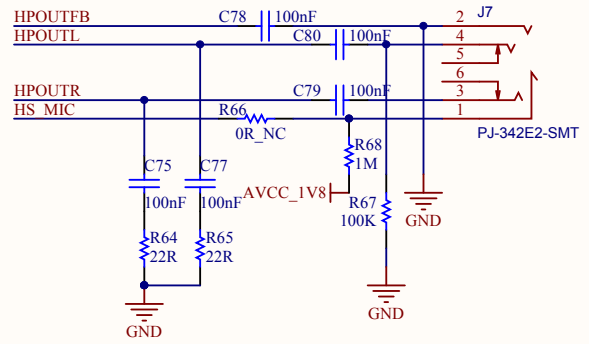 HPOUTFB C78 100nF 2 J7
HPOUTL C80 100nF 4
5
6
HPOUTR C79 100nF 3
HS_MIC R66 1
0R_NC PJ-342E2-SMT
R68
1M
C75 C77
100nF 100nF AVCC_1V8
R67
100K
GND
R64 R65
22R 22R
GND
GND